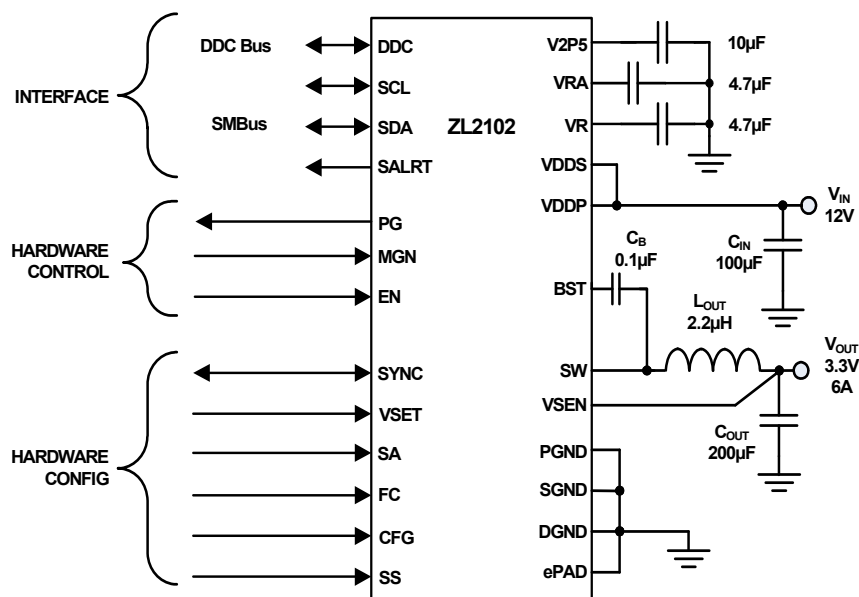 INTERFACE
DDC Bus
SMBus
DDC
SCL
SDA
SALRT
HARDWARE
CONTROL
PG
MGN
EN
HARDWARE
CONFIG
SYNC
VSET
SA
FC
CFG
SS
ZL2102
V2P5
VRA
VR
VDDS
VDDP
BST
SW
VSEN
PGND
SGND
DGND
ePAD
10µF
4.7µF
4.7µF
VIN
12V
CIN
100µF
CB
0.1µF
LOUT
2.2µH
VOUT
3.3V
6A
COUT
200µF